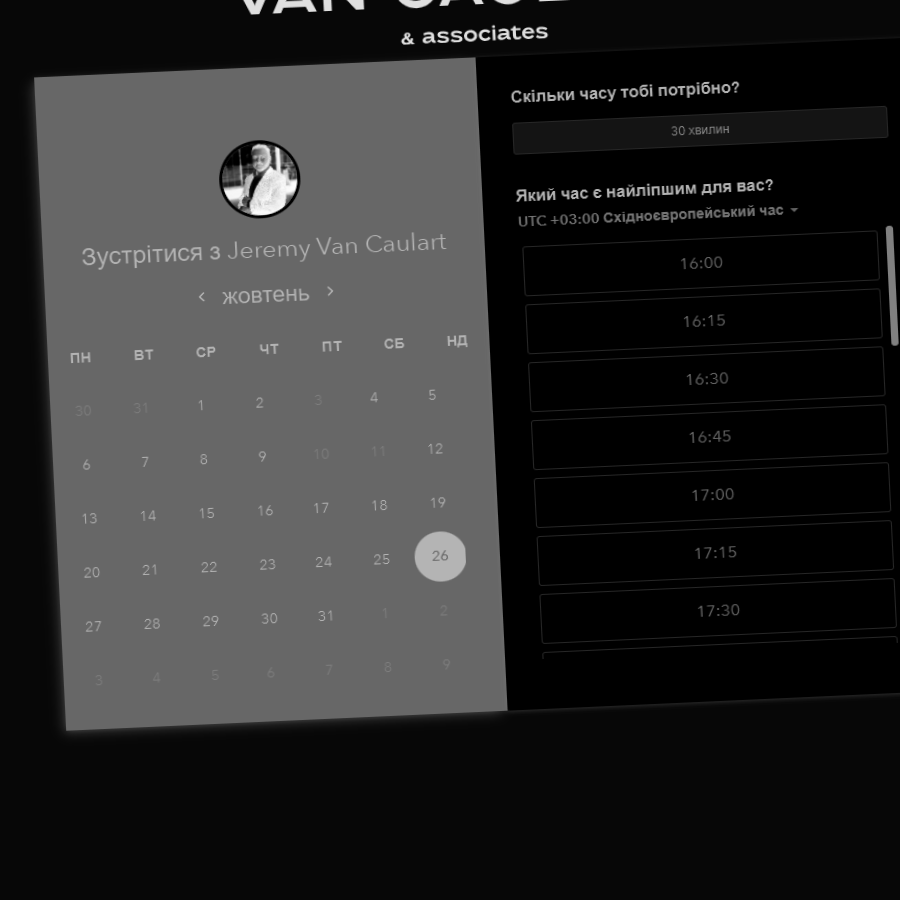 & associates
Зустрітися з Jeremy Van Caulart
жовтень
ПН ВТ СР ЧТ ПТ СБ НД
30 31 1 2 3 4 5
6 7 8 9 10 11 12
13 14 15 16 17 18 19
20 21 22 23 24 25 26
27 28 29 30 31 1 2
3 4 5 6 7 8 9
Скільки часу тобі потрібно?
30 хвилин
Який час є найліпшим для вас?
UTC +03:00 Східноєвропейський час
16:00
16:15
16:30
16:45
17:00
17:15
17:30